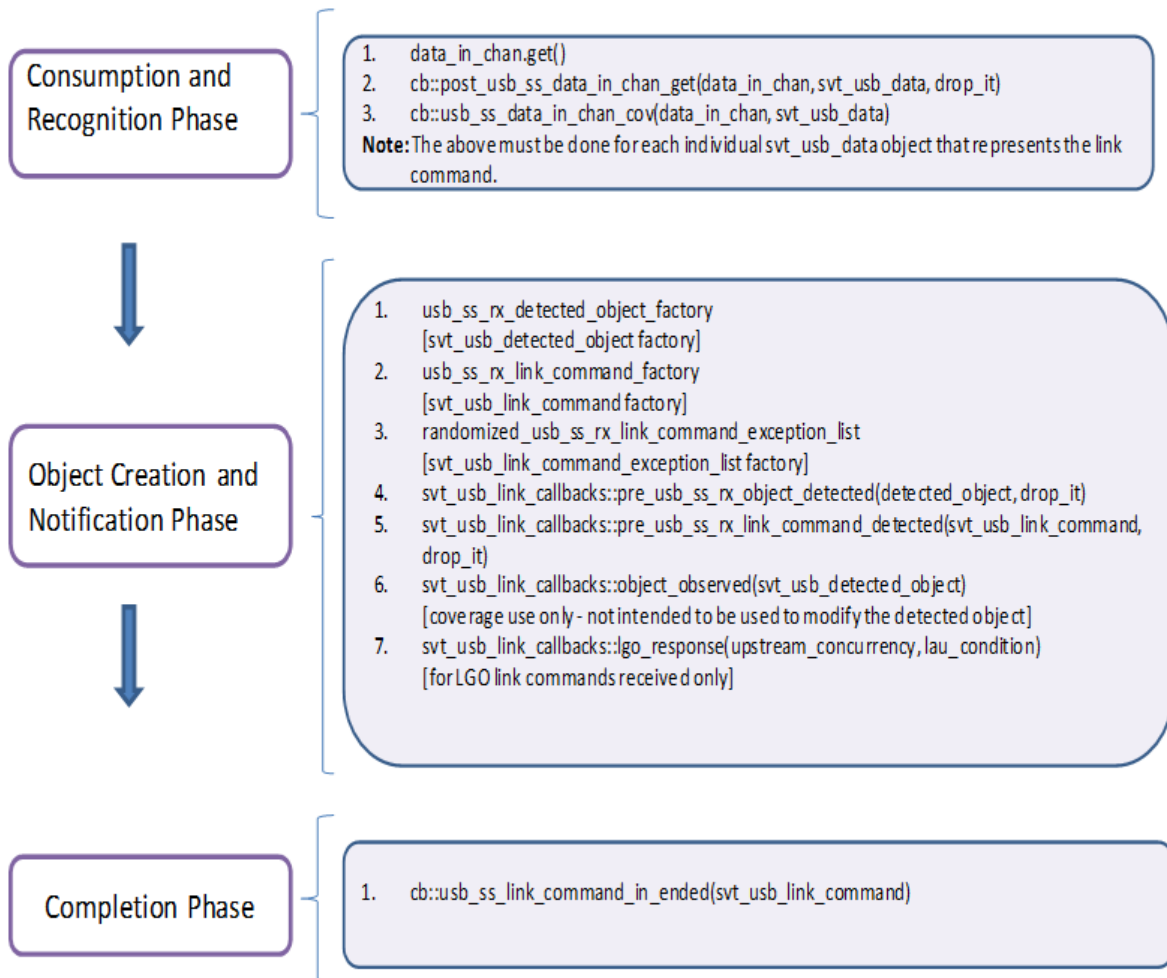 Consumption and
Recognition Phase
1. data_in_chan.get()
2. cb::post_usb_ss_data_in_chan_get(data_in_chan, svt_usb_data, drop_it)
3. cb::usb_ss_data_in_chan_cov(data_in_chan, svt_usb_data)
Note: The above must be done for each individual svt_usb_data object that represents the link
command.
Object Creation and
Notification Phase
1. usb_ss_rx_detected_object_factory
[svt_usb_detected_object factory]
2. usb_ss_rx_link_command_factory
[svt_usb_link_command factory]
3. randomized_usb_ss_rx_link_command_exception_list
[svt_usb_link_command_exception_list factory]
4. svt_usb_link_callbacks::pre_usb_ss_rx_object_detected(detected_object, drop_it)
5. svt_usb_link_callbacks::pre_usb_ss_rx_link_command_detected(svt_usb_link_command,
drop_it)
6. svt_usb_link_callbacks::object_observed(svt_usb_detected_object)
[coverage use only - not intended to be used to modify the detected object]
7. svt_usb_link_callbacks::lgo_response(upstream_concurrency, lau_condition)
[for LGO link commands received only]
Completion Phase
1. cb::usb_ss_link_command_in_ended(svt_usb_link_command)